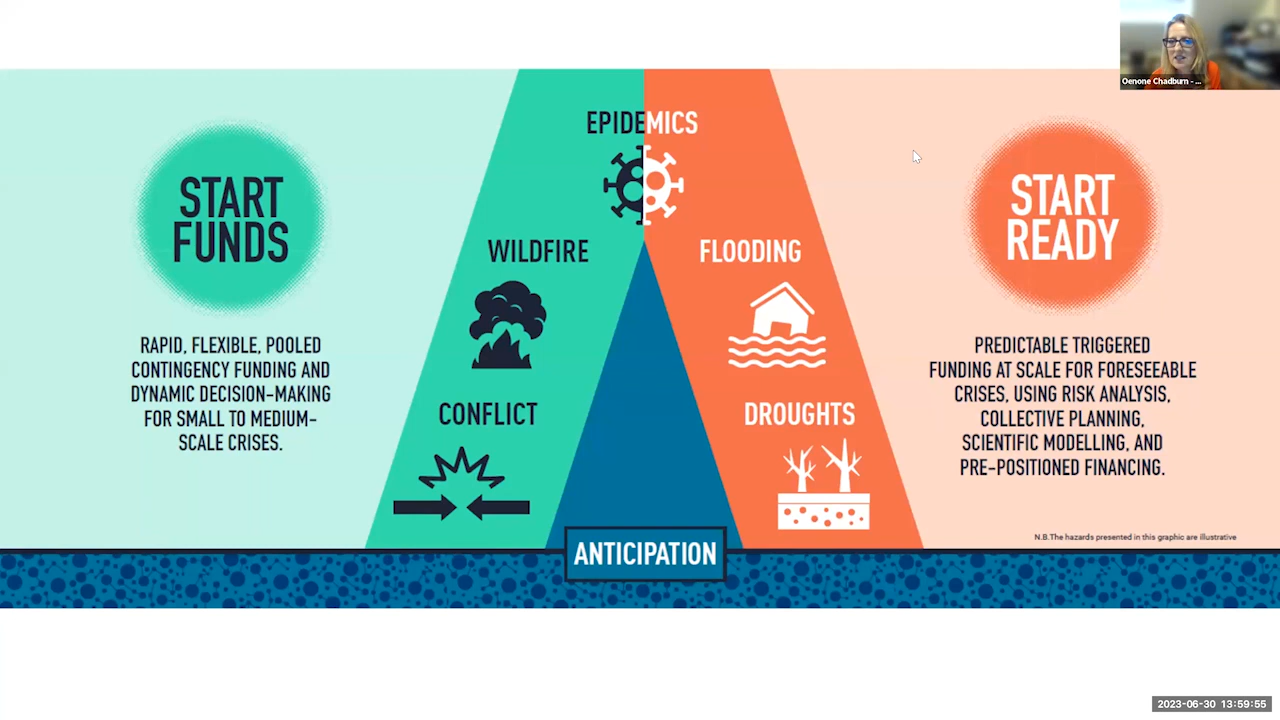 Oenone Chadburn - ...
EPIDEMICS
START
FUNDS
RAPID, FLEXIBLE, POOLED
CONTINGENCY FUNDING AND
DYNAMIC DECISION-MAKING
FOR SMALL TO MEDIUM-
SCALE CRISES.
WILDFIRE
CONFLICT
FLOODING
DROUGHTS
START
READY
PREDICTABLE TRIGGERED
FUNDING AT SCALE FOR FORESEEABLE
CRISES, USING RISK ANALYSIS,
COLLECTIVE PLANNING,
SCIENTIFIC MODELLING, AND
PRE-POSITIONED FINANCING.
N.B.The hazards presented in this graphic are illustrative
ANTICIPATION
2023-06-30 13:59:55